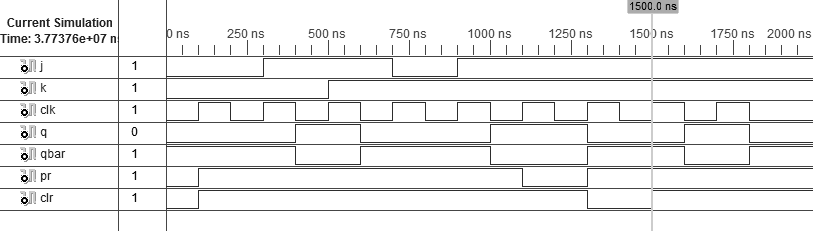 1500.0 ns
Current Simulation
Time: 3.77376e+07 n
0 ns 250 ns 500 ns 750 ns 1000 ns 1250 ns 1500 ns 1750 ns 2000 ns
j 1
k 1
clk 1
q 0
qbar 1
pr 1
clr 1